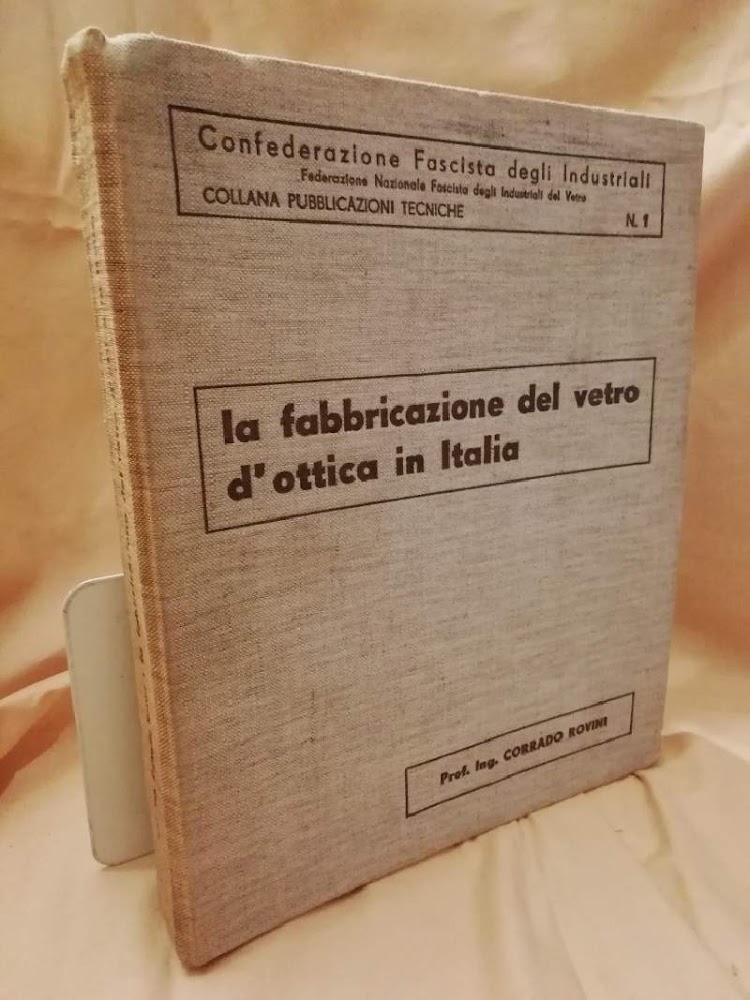 Confederazione Fascista degli Industriali
Federazione Nazionale Fascista degli Industriali del Vetro
COLLANA PUBBLICAZIONI TECNICHE N. 1
la fabbricazione del vetro
d'ottica in Italia
Prof. Ing. CORRADO ROVINI